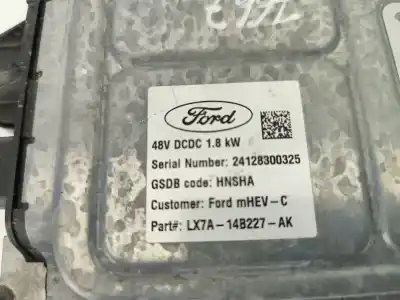 Ford
48V DCDC 1.8 kW
Serial Number: 24128300325
GSDB code: HNSHA
Customer: Ford mHEV-C
Part#: LX7A-14B227-AK